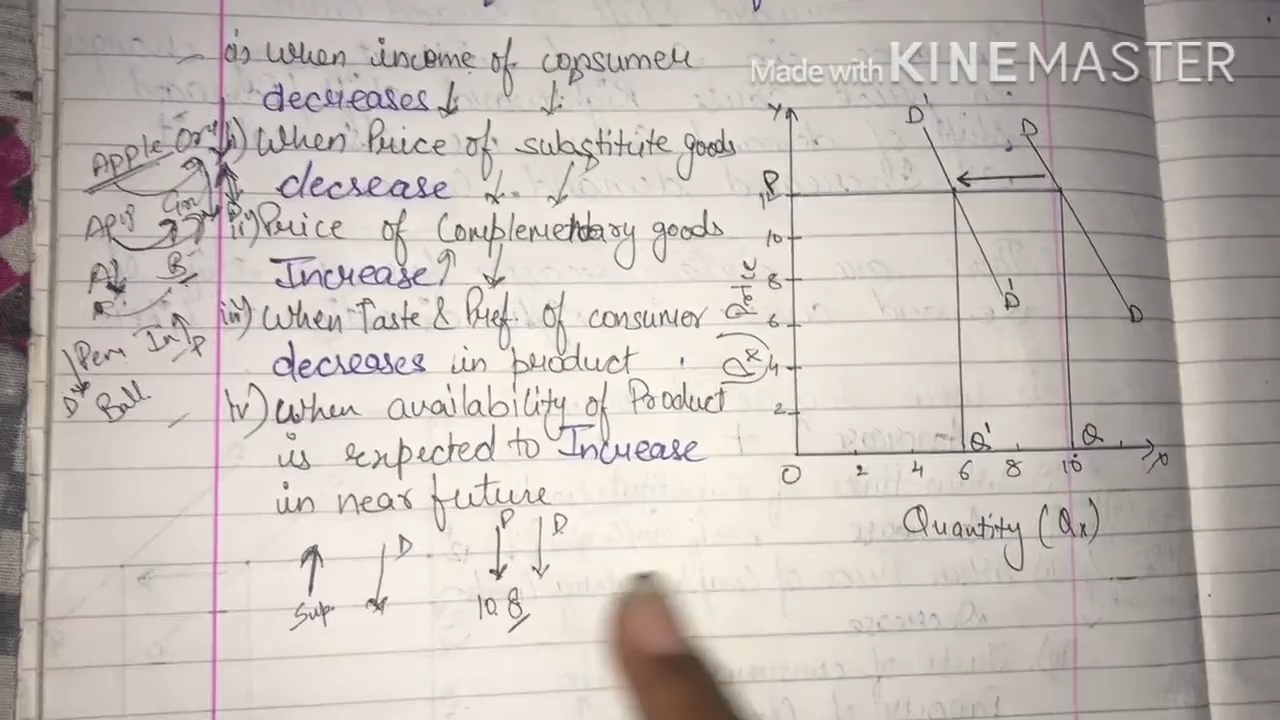 Made with KINEMASTER
i) When income of consumer
decreases ↓ ↓
ii) When Price of substitute goods
decrease ↓ ↓
iii) Price of Complementary goods
Increase ↑ ↓
iii) When Taste & Pref. of consumer
decreases in product
iv) When availability of Product
is expected to Increase
in near future
Sup. D
P D
10 8
Apple
B
Pen In P
D Ball
Y
D' D
P
12
10
8
6
4
2
D' D
Q' Q
O 2 4 6 8 10 x
Quantity (Qx)